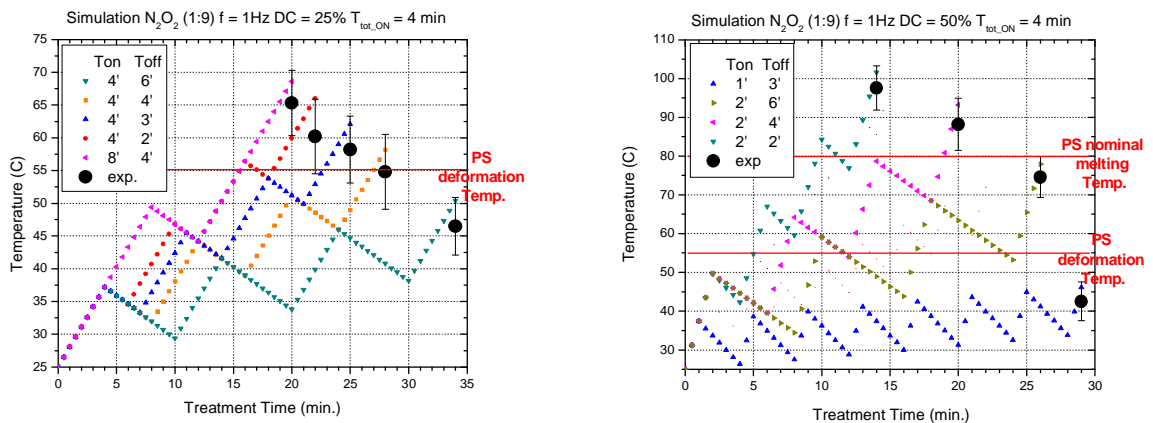 Simulation N2O2 (1:9) f = 1Hz DC = 25% Ttot_ON = 4 min
75
70
65
60
55
50
45
40
35
30
25
0 5 10 15 20 25 30 35
Temperature (C)
Treatment Time (min.)
Ton Toff
4' 6'
4' 4'
4' 3'
4' 2'
8' 4'
exp.
PS
deformation
Temp.
Simulation N2O2 (1:9) f = 1Hz DC = 50% Ttot_ON = 4 min
110
100
90
80
70
60
50
40
30
25
0 5 10 15 20 25 30
Temperature (C)
Treatment Time (min.)
Ton Toff
1' 3'
2' 6'
2' 4'
2' 2'
exp
PS nominal
melting
Temp.
PS
deformation
Temp.